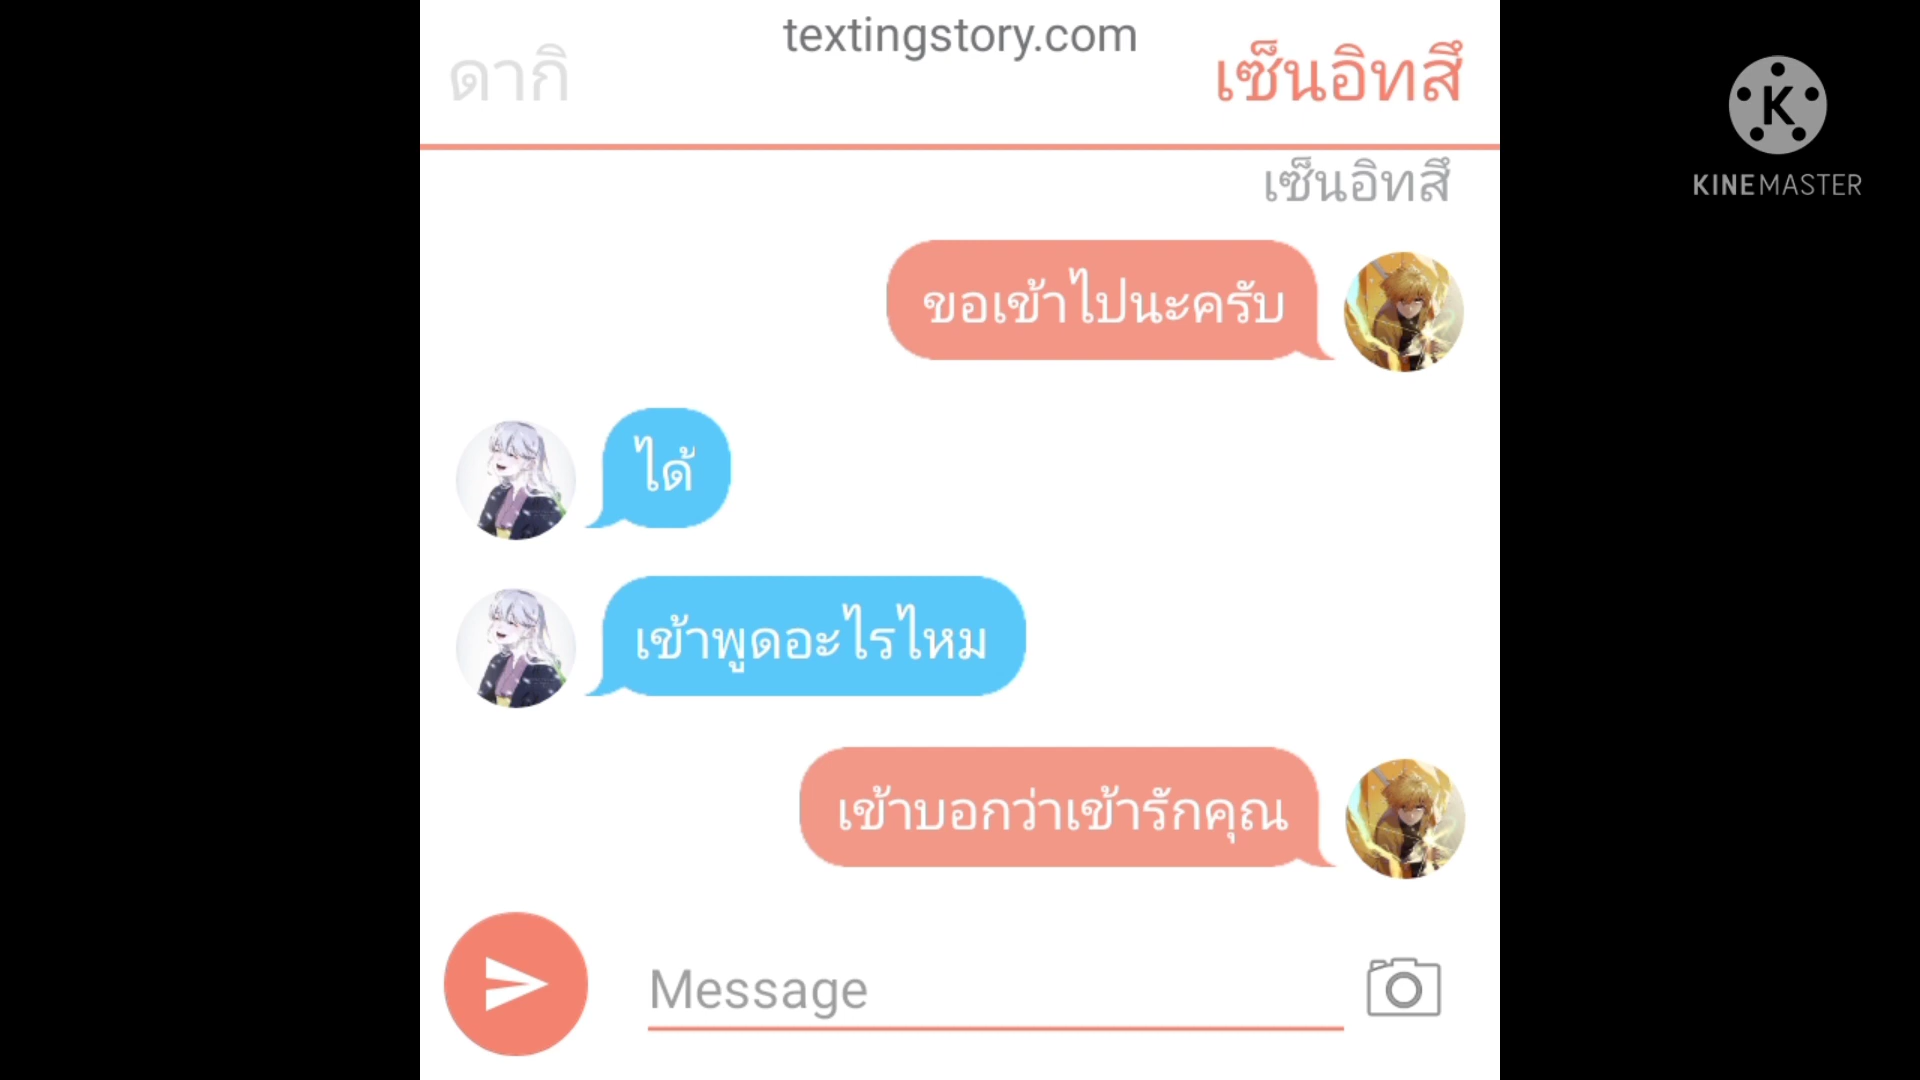 textingstory.com
ดากิ
เซ็นอิทสึ
K
KINEMASTER
เซ็นอิทสึ
ขอเข้าไปนะครับ
ได้
เข้าพูดอะไรไหม
เข้าบอกว่าเข้ารักคุณ
Message